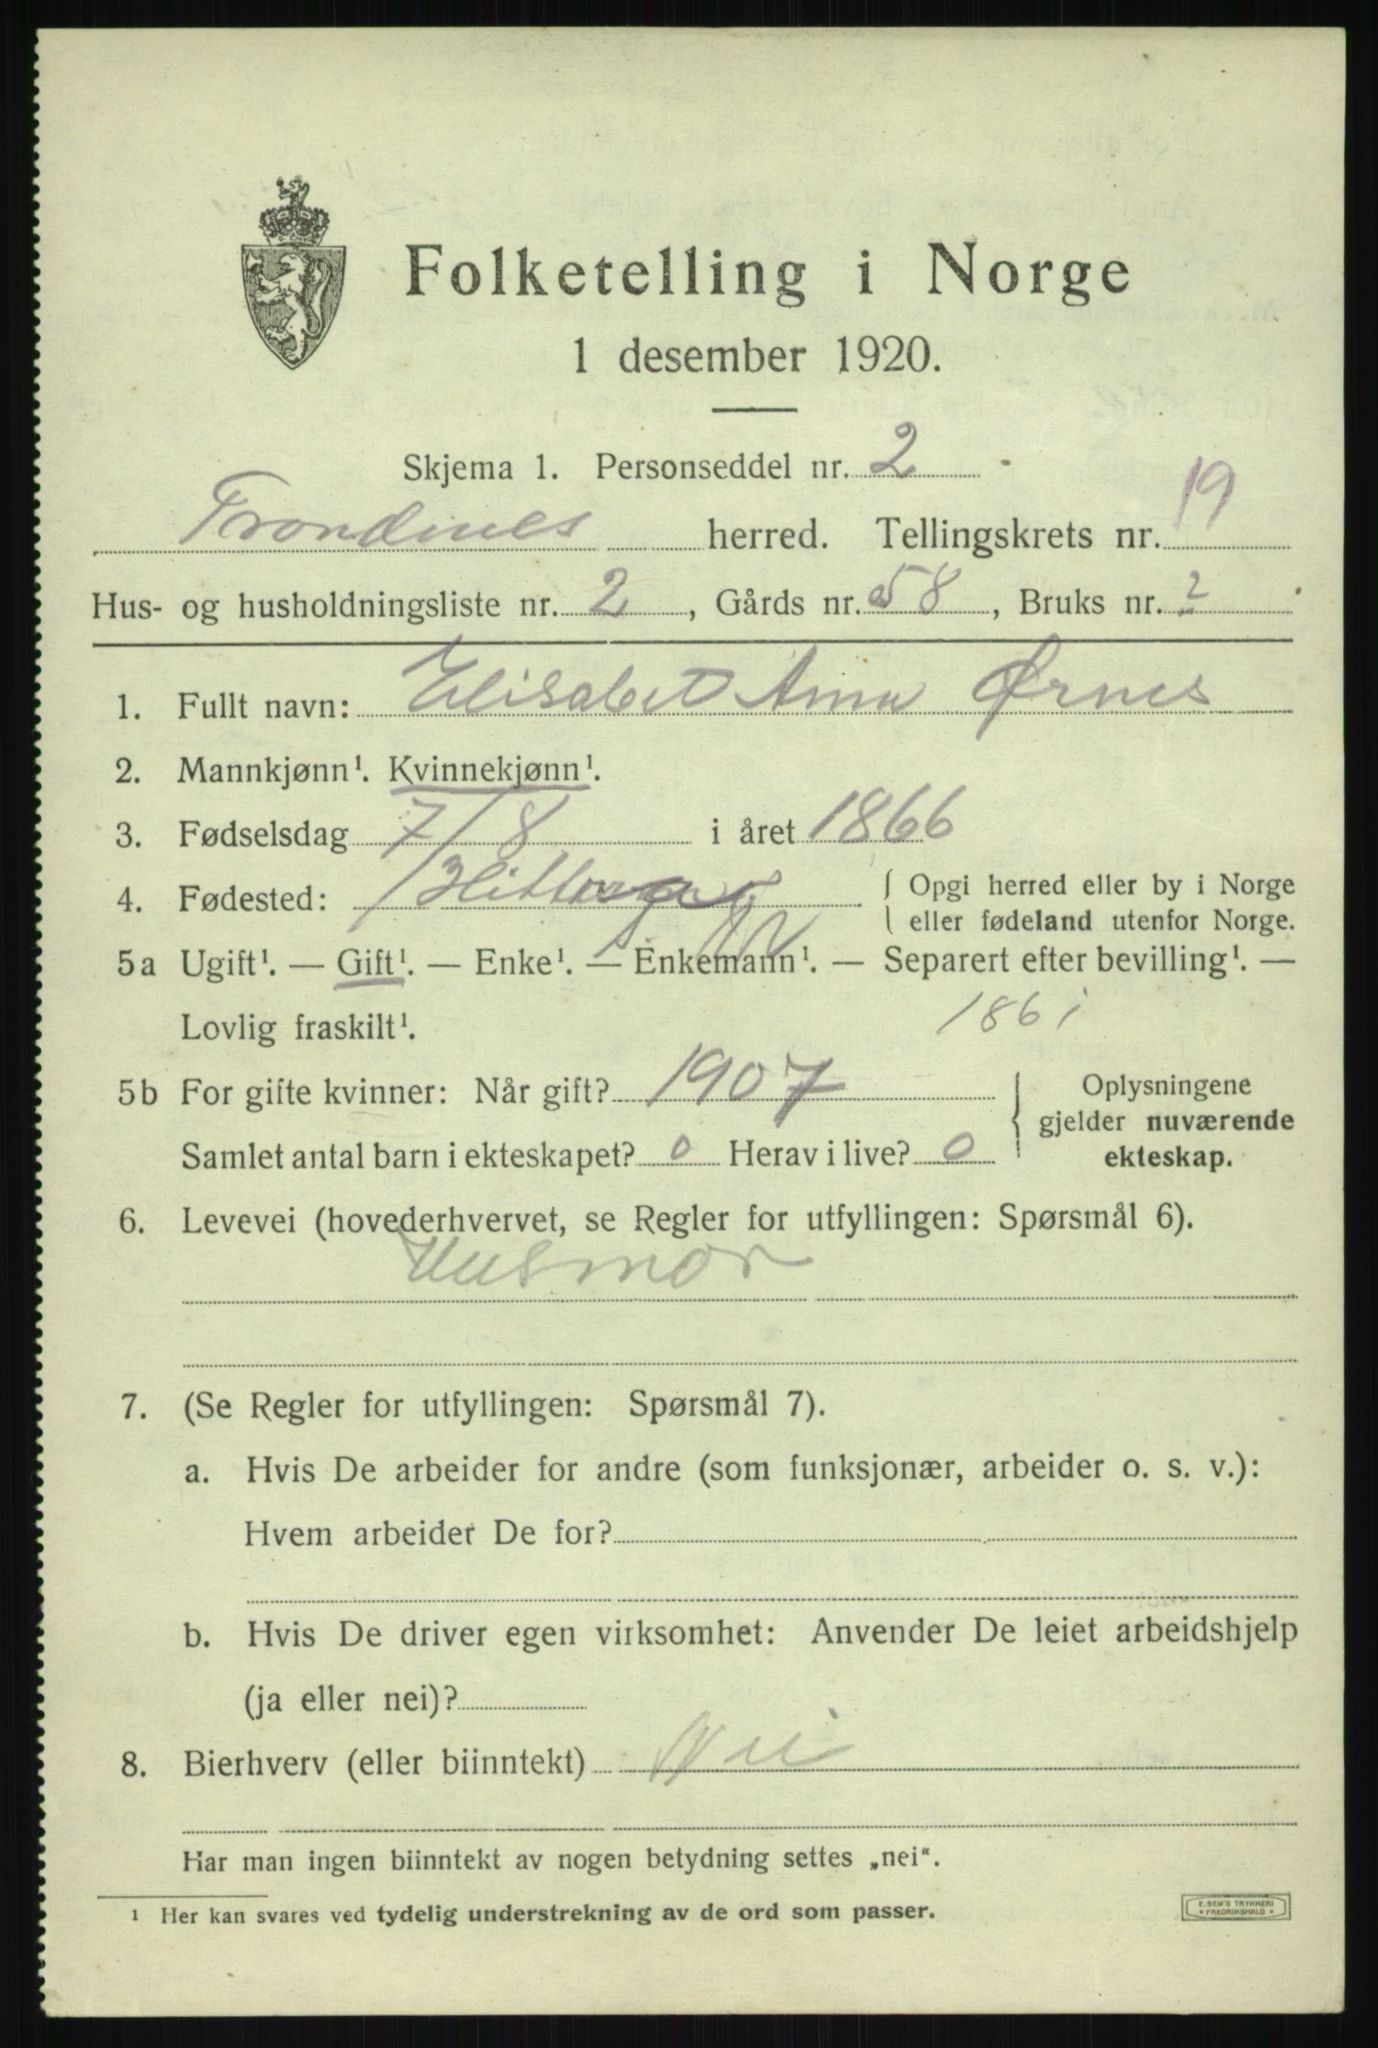 Folketelling i Norge
1 desember 1920.
Skjema 1. Personseddel nr. 2
Trondenes herred. Tellingskrets nr. 19
Hus- og husholdningsliste nr. 2, Gårds nr. 58, Bruks nr. ?
1. Fullt navn: Elisabet Anna Ørnes
2. Mannkjønn¹. Kvinnekjønn¹.
3. Fødselsdag 7/8 i året 1866
4. Fødested: { Opgi herred eller by i Norge
eller fødeland utenfor Norge.
5a Ugift¹. — Gift¹. — Enke¹. — Enkemann¹. — Separert efter bevilling¹. —
Lovlig fraskilt¹. 1861
5b For gifte kvinner: Når gift? 1907 { Oplysningene
gjelder nuværende
Samlet antal barn i ekteskapet? 0 Herav i live? 0 ekteskap.
6. Levevei (hovederhvervet, se Regler for utfyllingen: Spørsmål 6).
Husmor
7. (Se Regler for utfyllingen: Spørsmål 7).
a. Hvis De arbeider for andre (som funksjonær, arbeider o. s. v.):
Hvem arbeider De for?
b. Hvis De driver egen virksomhet: Anvender De leiet arbeidshjelp
(ja eller nei)?
8. Bierhverv (eller biinntekt) Nei
Har man ingen biinntekt av nogen betydning settes „nei“.
¹ Her kan svares ved tydelig understrekning av de ord som passer.
E. SEM'S TRYKKERI
FREDRIKSHALD